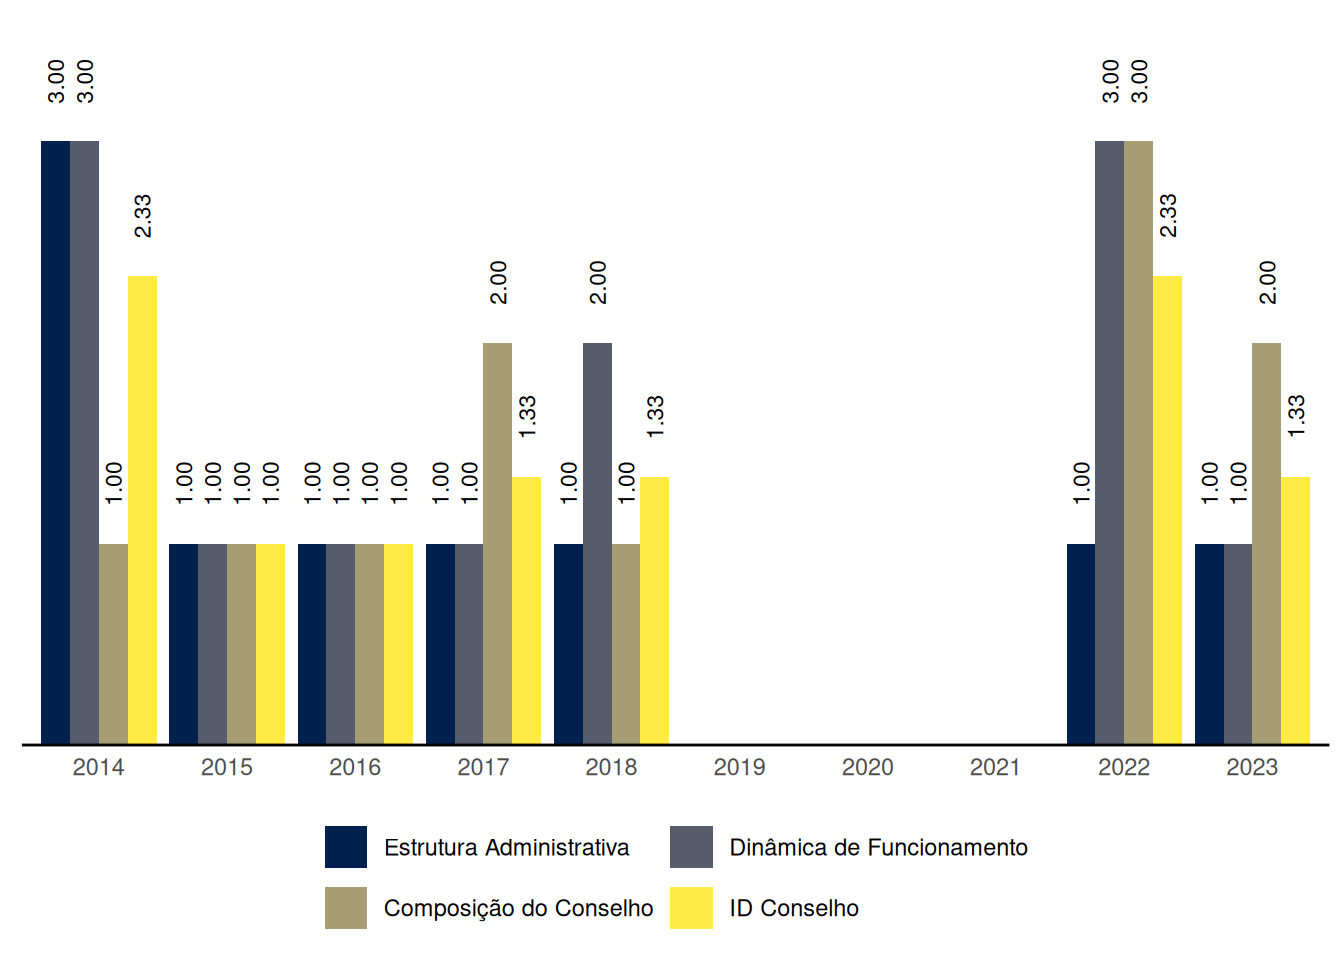 3.00 3.00 1.00 2.33
1.00 1.00 1.00 1.00
1.00 1.00 1.00 1.00
1.00 1.00 2.00 1.33
1.00 2.00 1.00 1.33
1.00 3.00 3.00 2.33
1.00 1.00 2.00 1.33
2014 2015 2016 2017 2018 2019 2020 2021 2022 2023
Estrutura Administrativa Dinâmica de Funcionamento
Composição do Conselho ID Conselho